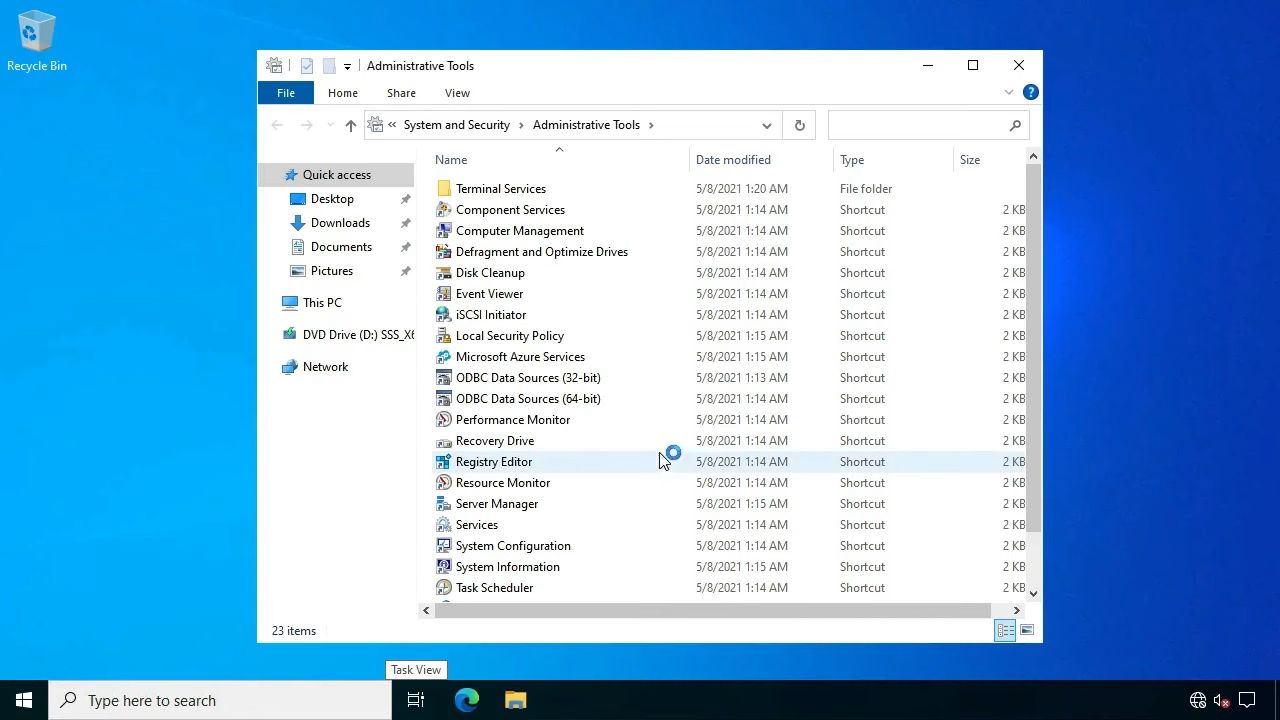 Recycle Bin
Administrative Tools
File Home Share View
System and Security Administrative Tools
Name Date modified Type Size
Quick access
Desktop
Downloads
Documents
Pictures
This PC
DVD Drive (D:) SSS_X6
Network
Terminal Services 5/8/2021 1:20 AM File folder
Component Services 5/8/2021 1:14 AM Shortcut 2 KB
Computer Management 5/8/2021 1:14 AM Shortcut 2 KB
Defragment and Optimize Drives 5/8/2021 1:14 AM Shortcut 2 KB
Disk Cleanup 5/8/2021 1:14 AM Shortcut 2 KB
Event Viewer 5/8/2021 1:14 AM Shortcut 2 KB
iSCSI Initiator 5/8/2021 1:14 AM Shortcut 2 KB
Local Security Policy 5/8/2021 1:15 AM Shortcut 2 KB
Microsoft Azure Services 5/8/2021 1:15 AM Shortcut 2 KB
ODBC Data Sources (32-bit) 5/8/2021 1:13 AM Shortcut 2 KB
ODBC Data Sources (64-bit) 5/8/2021 1:14 AM Shortcut 2 KB
Performance Monitor 5/8/2021 1:14 AM Shortcut 2 KB
Recovery Drive 5/8/2021 1:14 AM Shortcut 2 KB
Registry Editor 5/8/2021 1:14 AM Shortcut 2 KB
Resource Monitor 5/8/2021 1:14 AM Shortcut 2 KB
Server Manager 5/8/2021 1:15 AM Shortcut 2 KB
Services 5/8/2021 1:14 AM Shortcut 2 KB
System Configuration 5/8/2021 1:14 AM Shortcut 2 KB
System Information 5/8/2021 1:15 AM Shortcut 2 KB
Task Scheduler 5/8/2021 1:14 AM Shortcut 2 KB
23 items
Task View
Type here to search